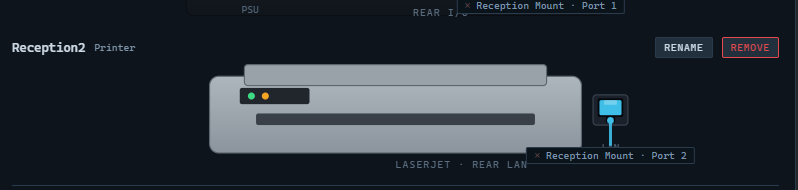 PSU
REAR I/O
× Reception Mount · Port 1
Reception2 Printer
RENAME
REMOVE
LASERJET · REAR LAN
× Reception Mount · Port 2